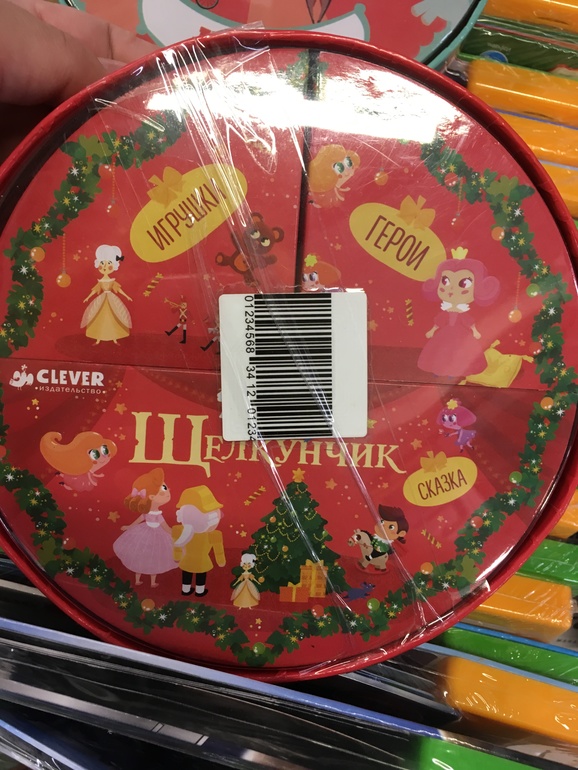 ИГРУШКИ
ГЕРОИ
CLEVER
•издательство•
ЩЕЛКУНЧИК
СКАЗКА